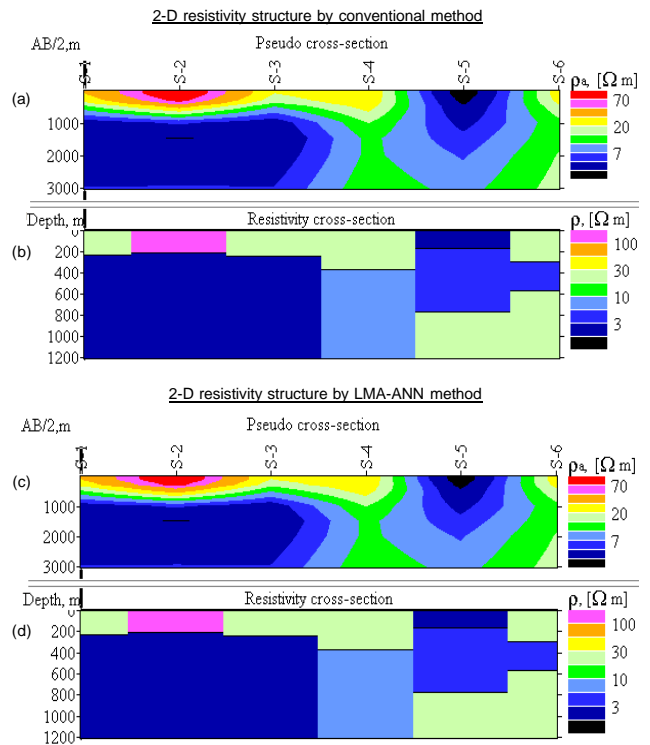 2-D resistivity structure by conventional method
AB/2,m Pseudo cross-section
S-1 S-2 S-3 S-4 S-5 S-6
(a)
ρa, [Ω m]
70
20
7
1000
2000
3000
Depth, m Resistivity cross-section
(b)
ρ, [Ω m]
100
30
10
3
0
200
400
600
800
1000
1200
2-D resistivity structure by LMA-ANN method
AB/2,m Pseudo cross-section
S-1 S-2 S-3 S-4 S-5 S-6
(c)
ρa, [Ω m]
70
20
7
1000
2000
3000
Depth, m Resistivity cross-section
(d)
ρ, [Ω m]
100
30
10
3
0
200
400
600
800
1000
1200